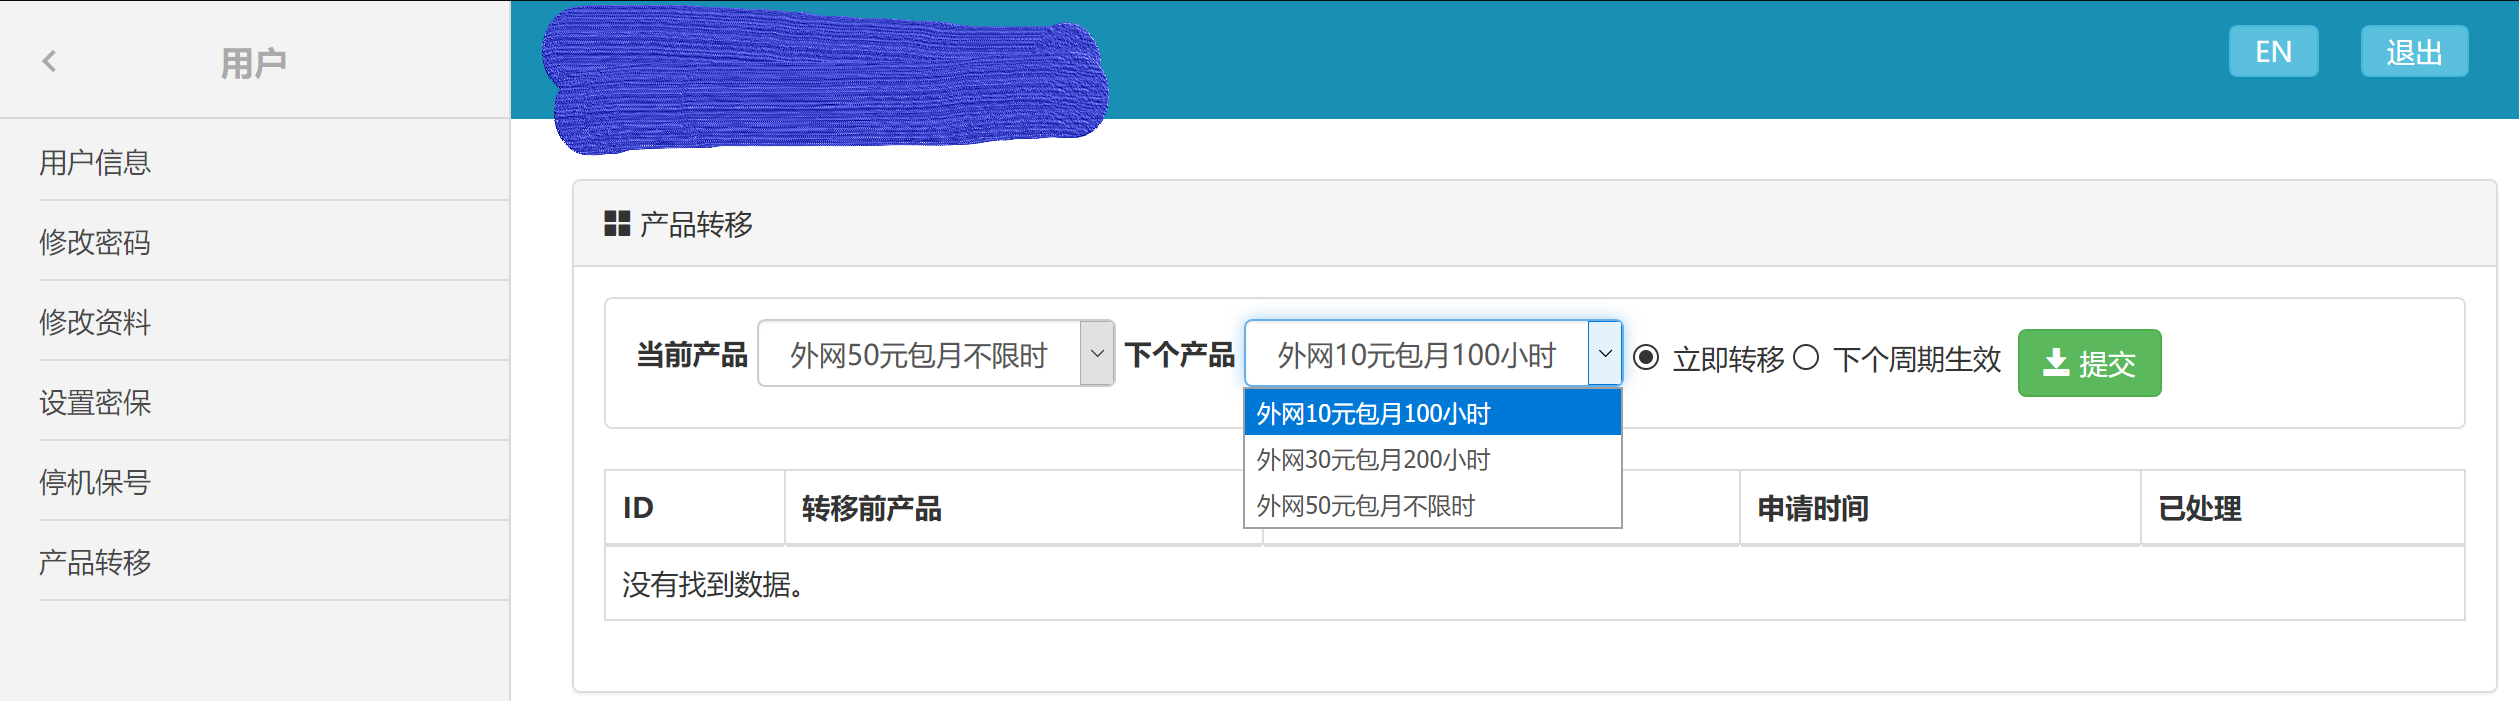 用户
EN
退出
用户信息
修改密码
修改资料
设置密保
停机保号
产品转移
产品转移
当前产品 外网50元包月不限时 下个产品 外网10元包月100小时 立即转移 下个周期生效 提交
外网10元包月100小时
外网30元包月200小时
外网50元包月不限时
ID 转移前产品 申请时间 已处理
没有找到数据。